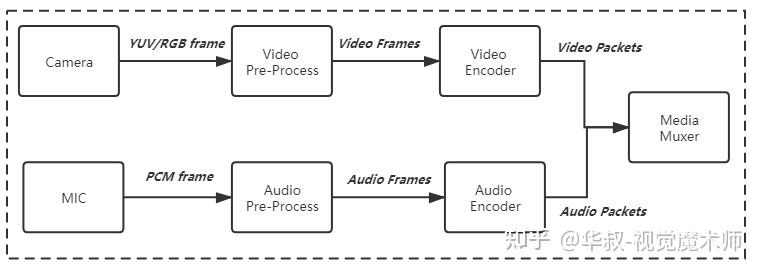 Camera
YUV/RGB frame
Video
Pre-Process
Video Frames
Video
Encoder
Video Packets
Media
Muxer
MIC
PCM frame
Audio
Pre-Process
Audio Frames
Audio
Encoder
Audio Packets
知乎 @华叔-视觉魔术师